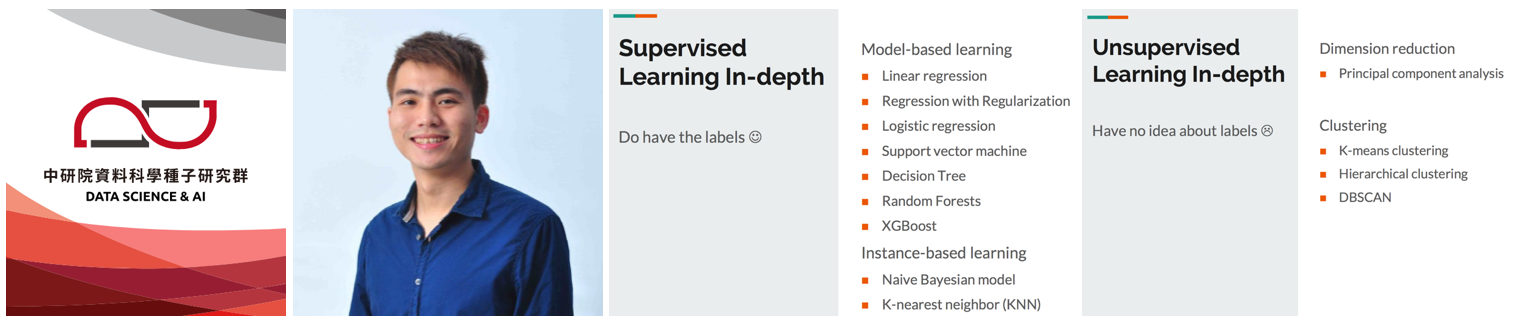 中研院資料科學種子研究群
DATA SCIENCE & AI
Supervised
Learning In-depth
Do have the labels ☺
Model-based learning
■ Linear regression
■ Regression with Regularization
■ Logistic regression
■ Support vector machine
■ Decision Tree
■ Random Forests
■ XGBoost
Instance-based learning
■ Naive Bayesian model
■ K-nearest neighbor (KNN)
Unsupervised
Learning In-depth
Have no idea about labels ☹
Dimension reduction
■ Principal component analysis
Clustering
■ K-means clustering
■ Hierarchical clustering
■ DBSCAN